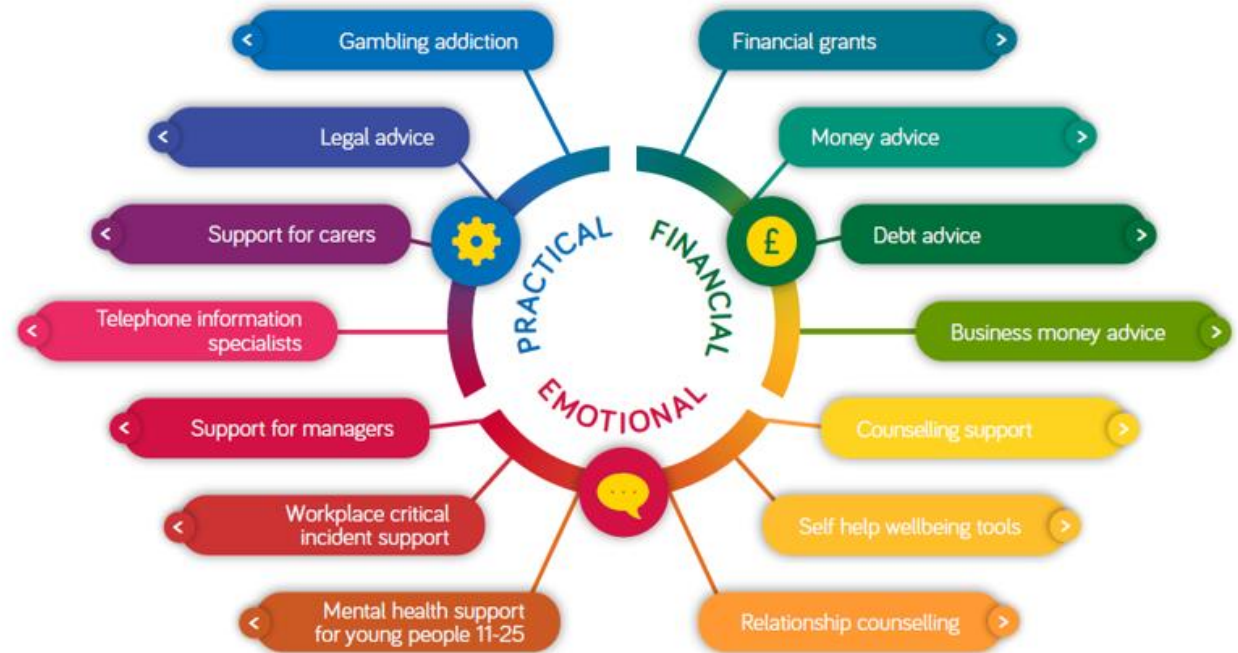 Gambling addiction
Financial grants
Legal advice
Money advice
Support for carers
Debt advice
Telephone information
specialists
Business money advice
Support for managers
Counselling support
Workplace critical
incident support
Self help wellbeing tools
Mental health support
for young people 11-25
Relationship counselling
PRACTICAL
FINANCIAL
£
EMOTIONAL